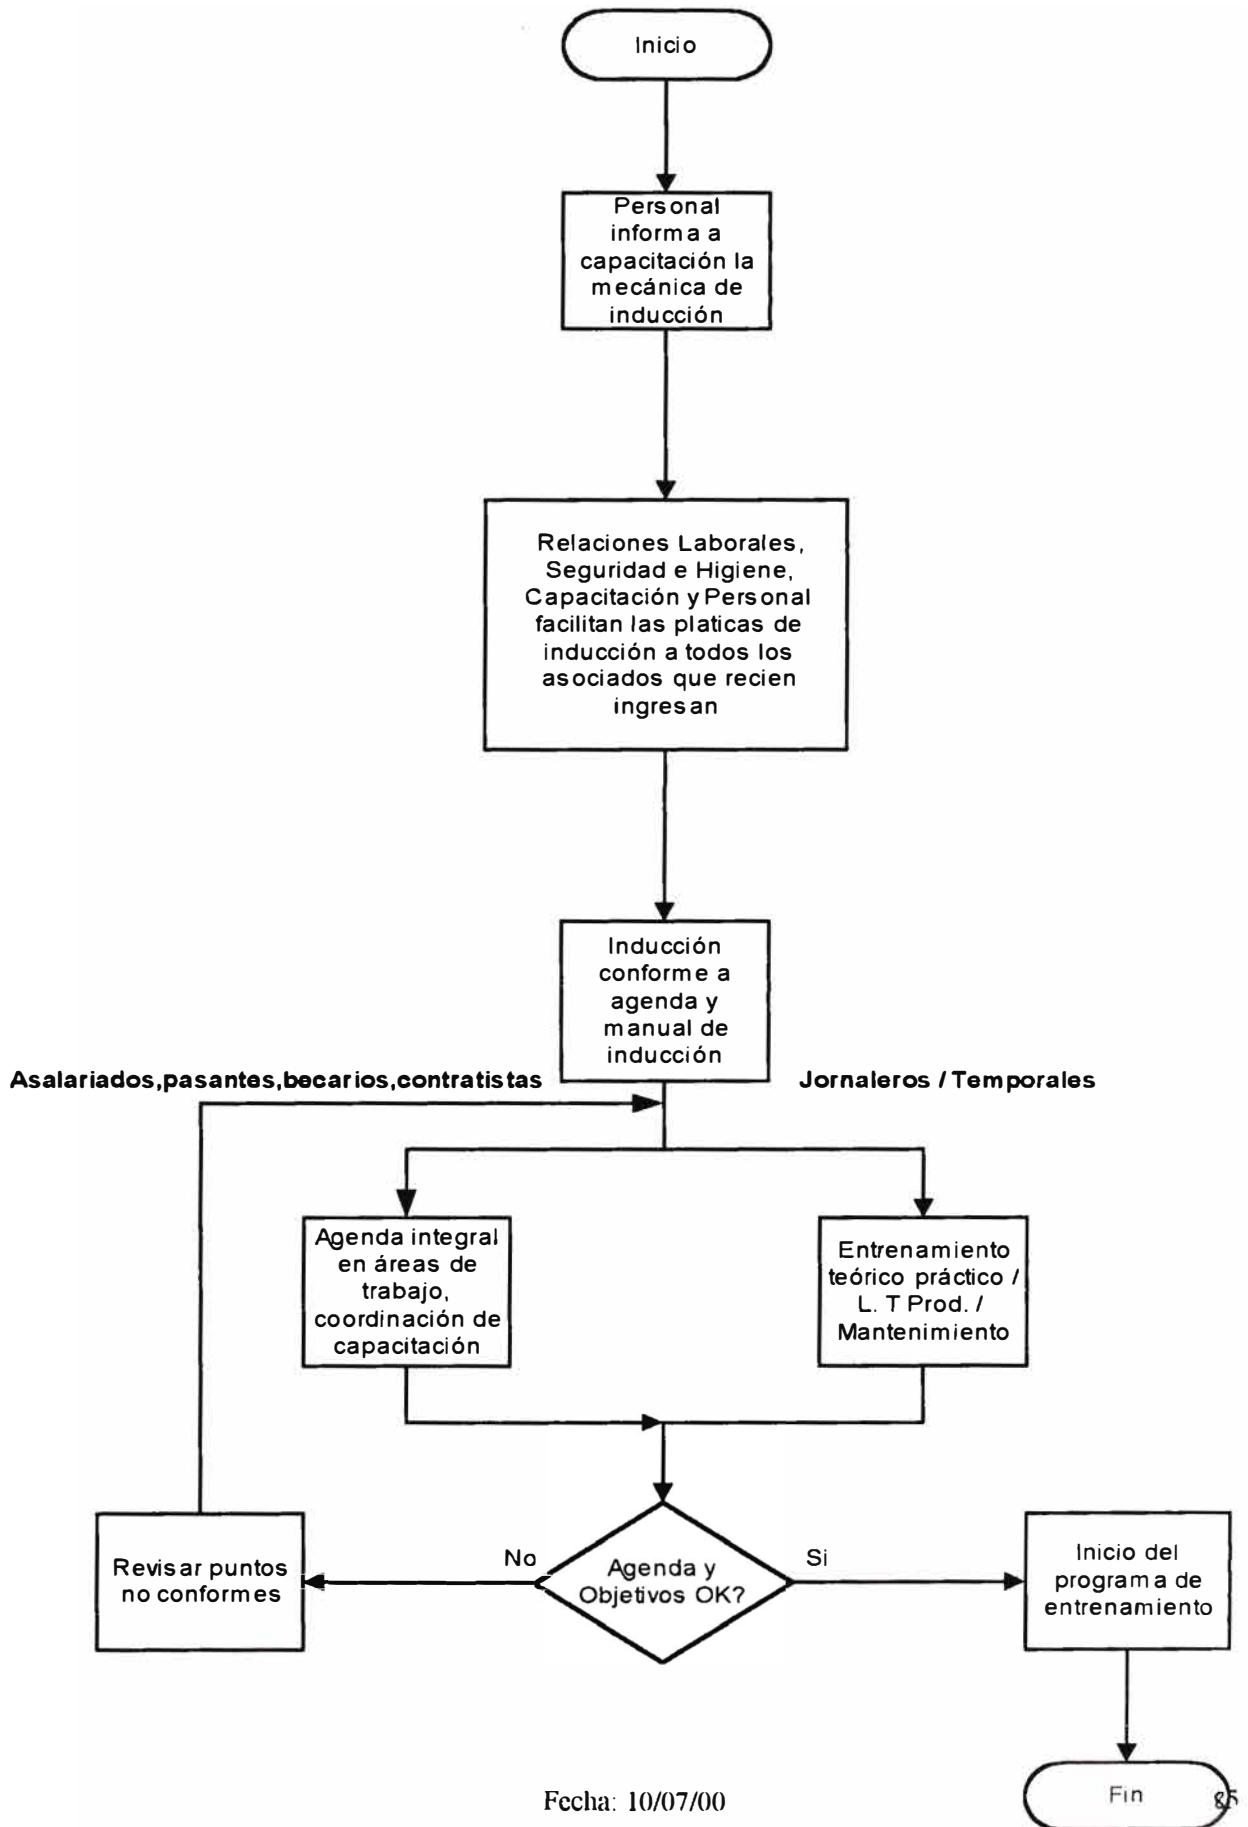 Inicio
Personal
informa a
capacitación la
mecánica de
inducción
Relaciones Laborales,
Seguridad e Higiene,
Capacitación y Personal
facilitan las platicas de
inducción a todos los
asociados que recien
ingresan
Inducción
conforme a
agenda y
manual de
inducción
Asalariados,pasantes,becarios,contratistas
Jornaleros / Temporales
Agenda integral
en áreas de
trabajo,
coordinación de
capacitación
Entrenamiento
teórico práctico /
L. T Prod. /
Mantenimiento
No
Agenda y
Objetivos OK?
Si
Revisar puntos
no conformes
Inicio del
programa de
entrenamiento
Fin
Fecha: 10/07/00
85